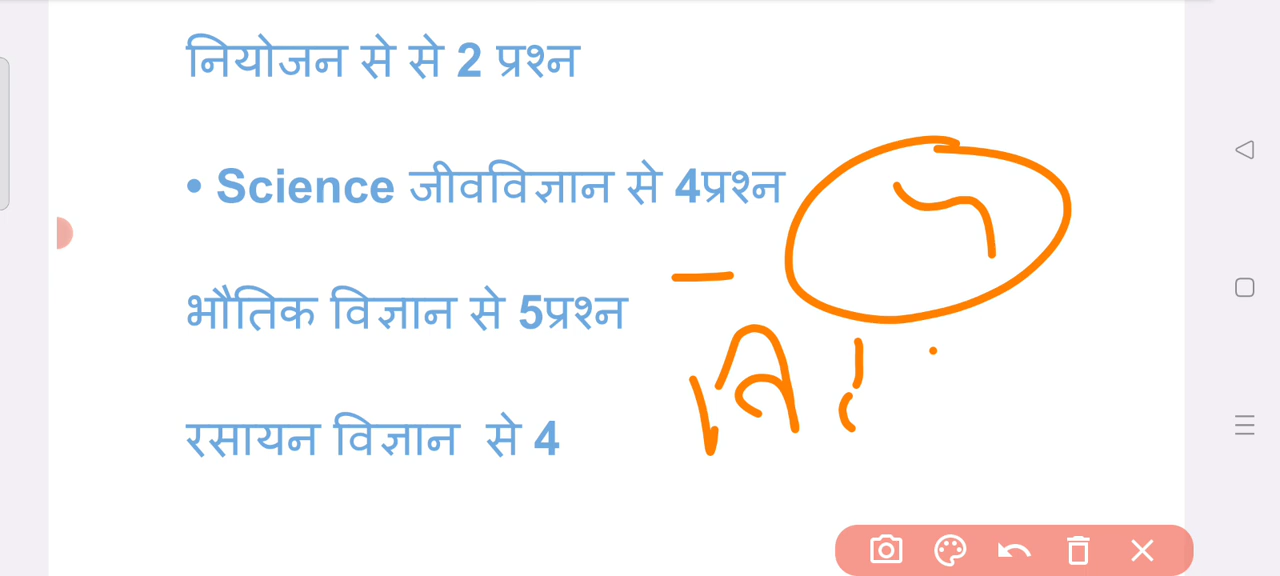 नियोजन से से 2 प्रश्न
• Science जीवविज्ञान से 4प्रश्न
भौतिक विज्ञान से 5प्रश्न
रसायन विज्ञान से 4